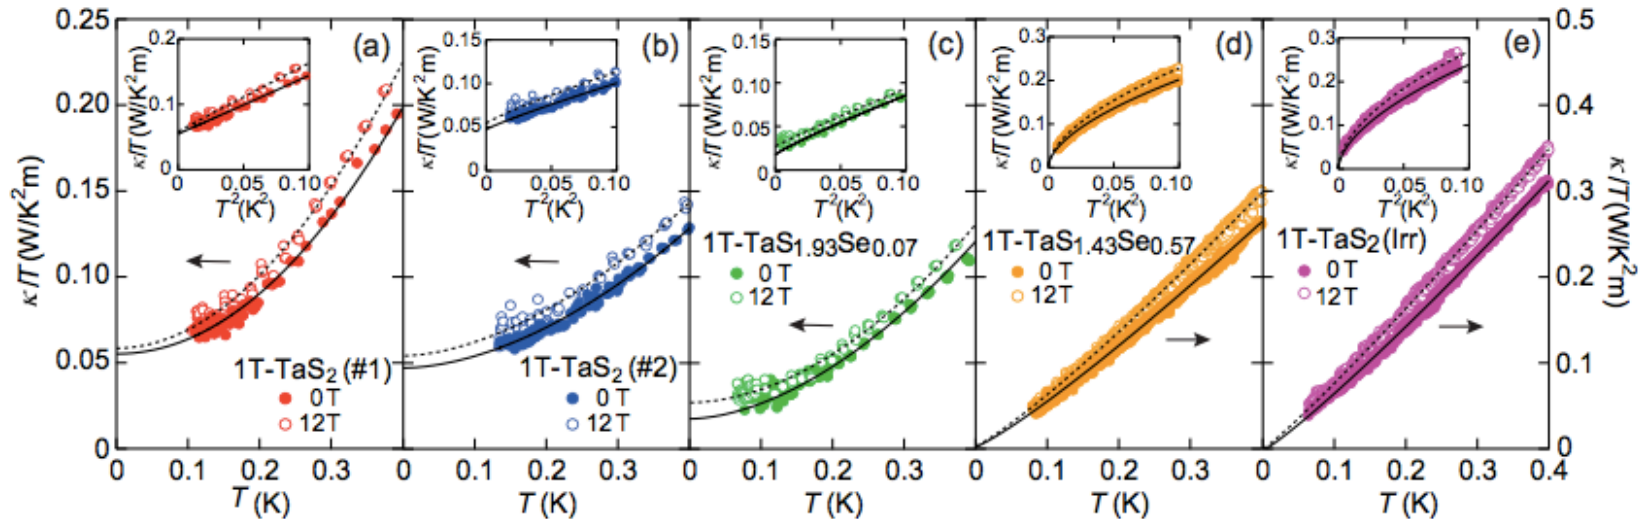 κ/T (W/K²m)
0.25
0.20
0.15
0.10
0.05
0
(a)
κ/T (W/K²m)
0.2
0.1
0
0 0.05 0.10
T² (K²)
1T-TaS₂ (#1)
0 T
12T
0 0.1 0.2 0.3
T (K)
(b)
κ/T (W/K²m)
0.15
0.10
0.05
0
0 0.05 0.10
T² (K²)
1T-TaS₂ (#2)
0 T
12T
0 0.1 0.2 0.3
T (K)
(c)
κ/T (W/K²m)
0.15
0.10
0.05
0
0 0.05 0.10
T² (K²)
1T-TaS₁.₉₃Se₀.₀₇
0 T
12T
0 0.1 0.2 0.3
T (K)
(d)
κ/T (W/K²m)
0.3
0.2
0.1
0
0 0.05 0.10
T² (K²)
1T-TaS₁.₄₃Se₀.₅₇
0 T
12T
0 0.1 0.2 0.3
T (K)
(e)
κ/T (W/K²m)
0.3
0.2
0.1
0
0 0.05 0.10
T² (K²)
1T-TaS₂ (Irr)
0 T
12T
0 0.1 0.2 0.3 0.4
T (K)
0.5
0.4
0.3
0.2
0.1
0
κ/T (W/K²m)